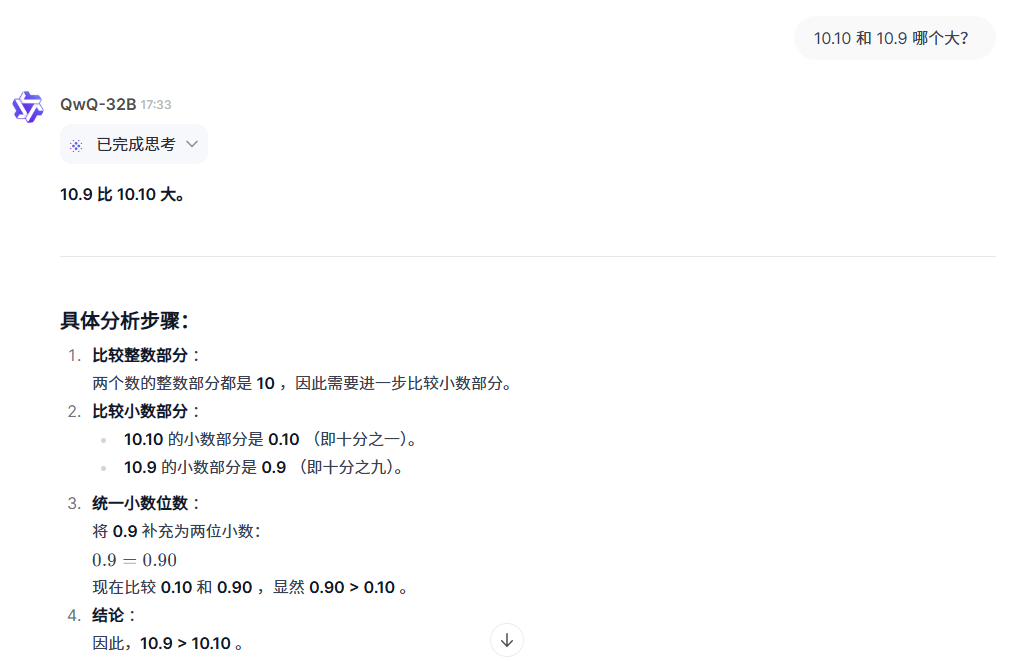 10.10 和 10.9 哪个大？
QwQ-32B 17:33
已完成思考
10.9 比 10.10 大。
具体分析步骤：
1. 比较整数部分：
两个数的整数部分都是 10 ，因此需要进一步比较小数部分。
2. 比较小数部分：
10.10 的小数部分是 0.10 （即十分之一）。
10.9 的小数部分是 0.9 （即十分之九）。
3. 统一小数位数：
将 0.9 补充为两位小数：
0.9 = 0.90
现在比较 0.10 和 0.90 ，显然 0.90 > 0.10 。
4. 结论：
因此，10.9 > 10.10 。